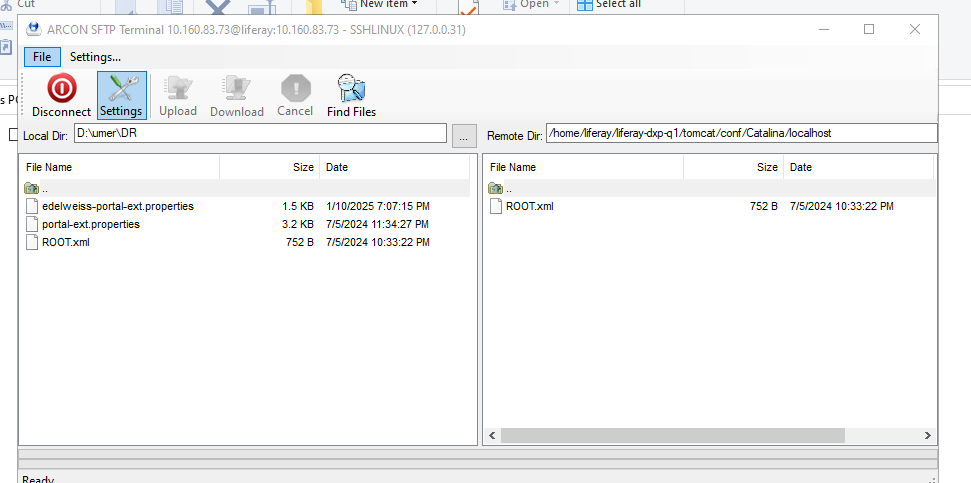 Cut
New item
Open
Select all
ARCON SFTP Terminal 10.160.83.73@liferay:10.160.83.73 - SSHLINUX (127.0.0.31)
File Settings...
Disconnect Settings Upload Download Cancel Find Files
s PC
Local Dir: D:\umer\DR ... Remote Dir: /home/liferay/liferay-dxp-q1/tomcat/conf/Catalina/localhost
File Name Size Date File Name Size Date
.. ..
edelweiss-portal-ext.properties 1.5 KB 1/10/2025 7:07:15 PM ROOT.xml 752 B 7/5/2024 10:33:22 PM
portal-ext.properties 3.2 KB 7/5/2024 11:34:27 PM
ROOT.xml 752 B 7/5/2024 10:33:22 PM
Ready